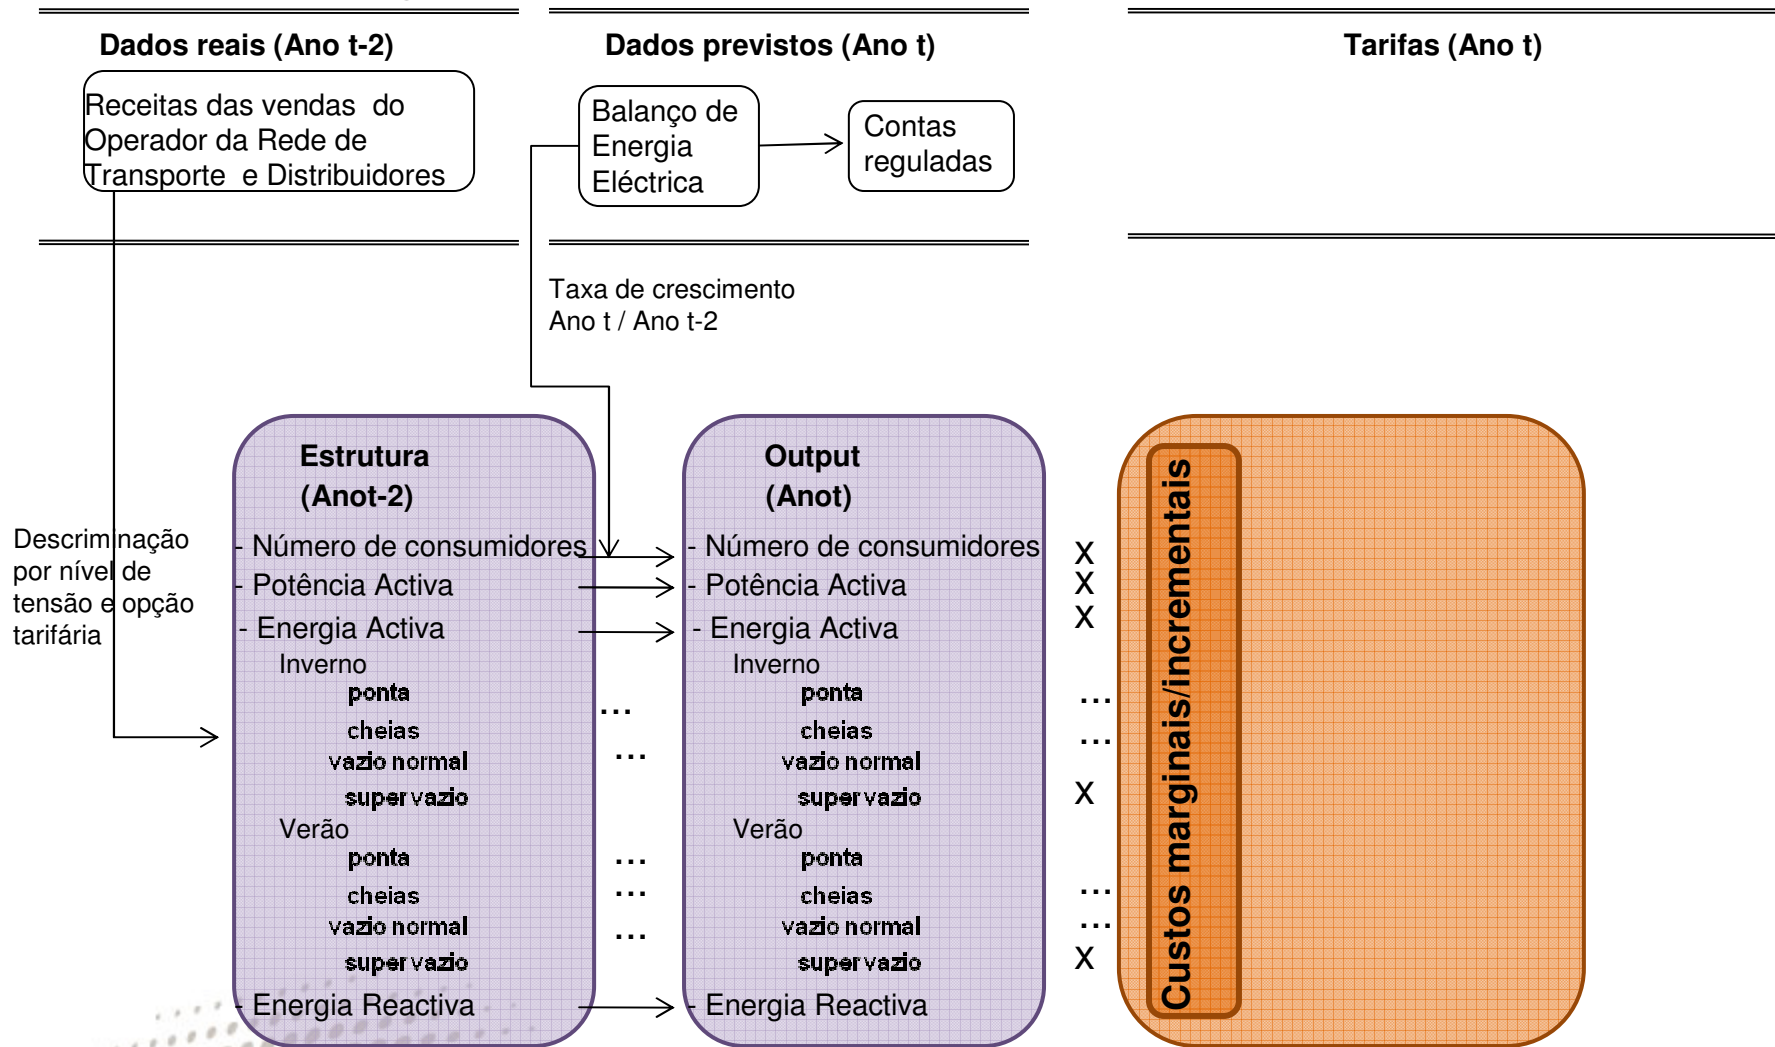 Dados reais (Ano t-2)
Dados previstos (Ano t)
Tarifas (Ano t)
Receitas das vendas do
Operador da Rede de
Transporte e Distribuidores
Balanço de
Energia
Eléctrica
Contas
reguladas
Taxa de crescimento
Ano t / Ano t-2
Descriminação
por nível de
tensão e opção
tarifária
Estrutura
(Anot-2)
- Número de consumidores
- Potência Activa
- Energia Activa
Inverno
ponta
cheias
vazio normal
super vazio
Verão
ponta
cheias
vazio normal
super vazio
- Energia Reactiva
...
...
...
...
...
Output
(Anot)
- Número de consumidores
- Potência Activa
- Energia Activa
Inverno
ponta
cheias
vazio normal
super vazio
Verão
ponta
cheias
vazio normal
super vazio
- Energia Reactiva
X
X
X
...
...
X
...
...
X
Custos marginais/incrementais